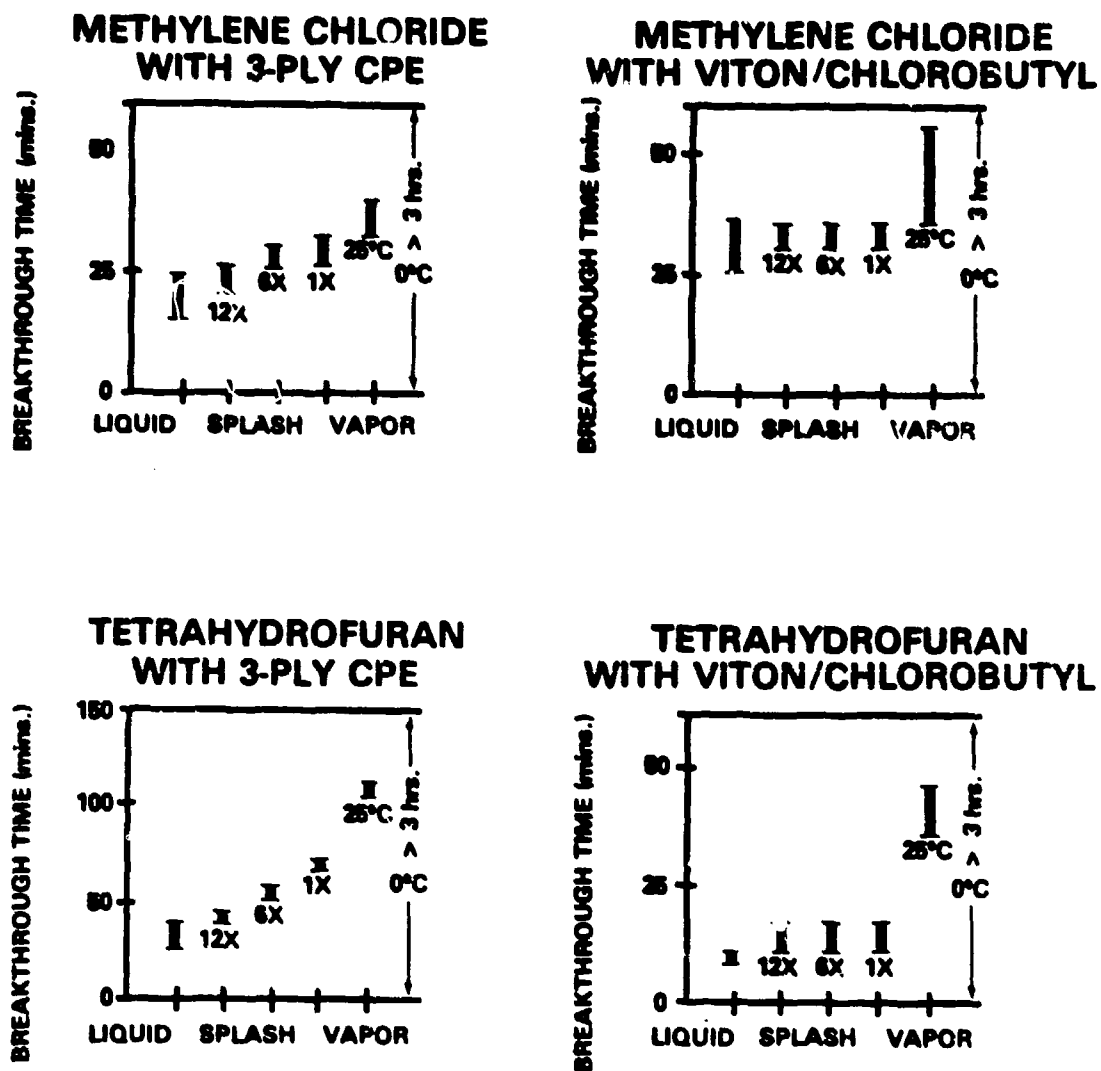 METHYLENE CHLORIDE
WITH 3-PLY CPE
BREAKTHROUGH TIME (mins.)
50
25
0
12X
6X
1X
25°C
0°C > 3 hrs.
LIQUID SPLASH VAPOR
METHYLENE CHLORIDE
WITH VITON/CHLOROBUTYL
BREAKTHROUGH TIME (mins.)
50
25
0
12X
6X
1X
25°C
0°C > 3 hrs.
LIQUID SPLASH VAPOR
TETRAHYDROFURAN
WITH 3-PLY CPE
BREAKTHROUGH TIME (mins.)
150
100
50
0
12X
6X
1X
25°C
0°C > 3 hrs.
LIQUID SPLASH VAPOR
TETRAHYDROFURAN
WITH VITON/CHLOROBUTYL
BREAKTHROUGH TIME (mins.)
50
25
0
12X
6X
1X
25°C
0°C > 3 hrs.
LIQUID SPLASH VAPOR